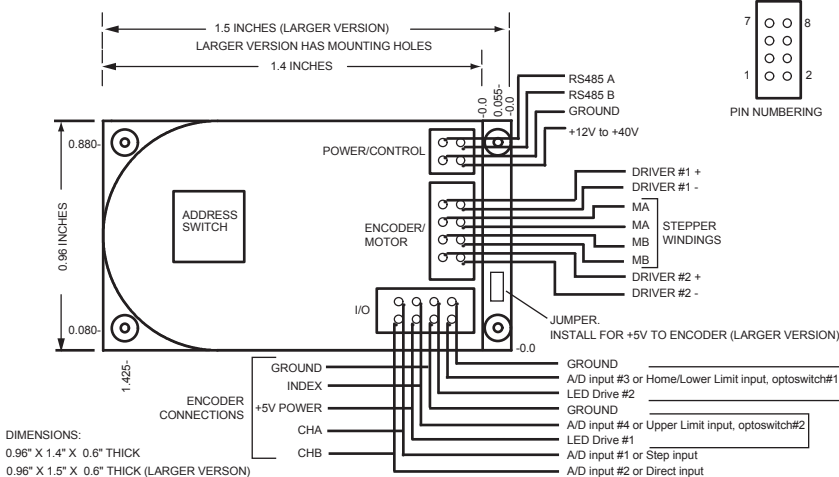 1.5 INCHES (LARGER VERSION)
LARGER VERSION HAS MOUNTING HOLES
1.4 INCHES
7 8
1 2
PIN NUMBERING
-0.0
0.055-
-0.0
RS485 A
RS485 B
GROUND
+12V to +40V
0.880-
POWER/CONTROL
0.96 INCHES
ADDRESS
SWITCH
ENCODER/
MOTOR
DRIVER #1 +
DRIVER #1 -
MA
MA
MB
MB
STEPPER
WINDINGS
DRIVER #2 +
DRIVER #2 -
I/O
0.080-
JUMPER.
INSTALL FOR +5V TO ENCODER (LARGER VERSION)
-0.0
1.425-
ENCODER
CONNECTIONS
GROUND
INDEX
+5V POWER
CHA
CHB
GROUND
A/D input #3 or Home/Lower Limit input, optoswitch#1
LED Drive #2
GROUND
A/D input #4 or Upper Limit input, optoswitch#2
LED Drive #1
A/D input #1 or Step input
A/D input #2 or Direct input
DIMENSIONS:
0.96" X 1.4" X 0.6" THICK
0.96" X 1.5" X 0.6" THICK (LARGER VERSON)